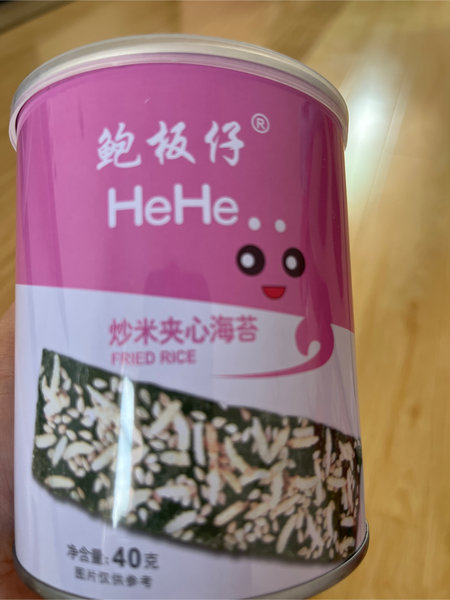 鲍板仔®
HeHe..
炒米夹心海苔
FRIED RICE
净含量: 40克
图片仅供参考